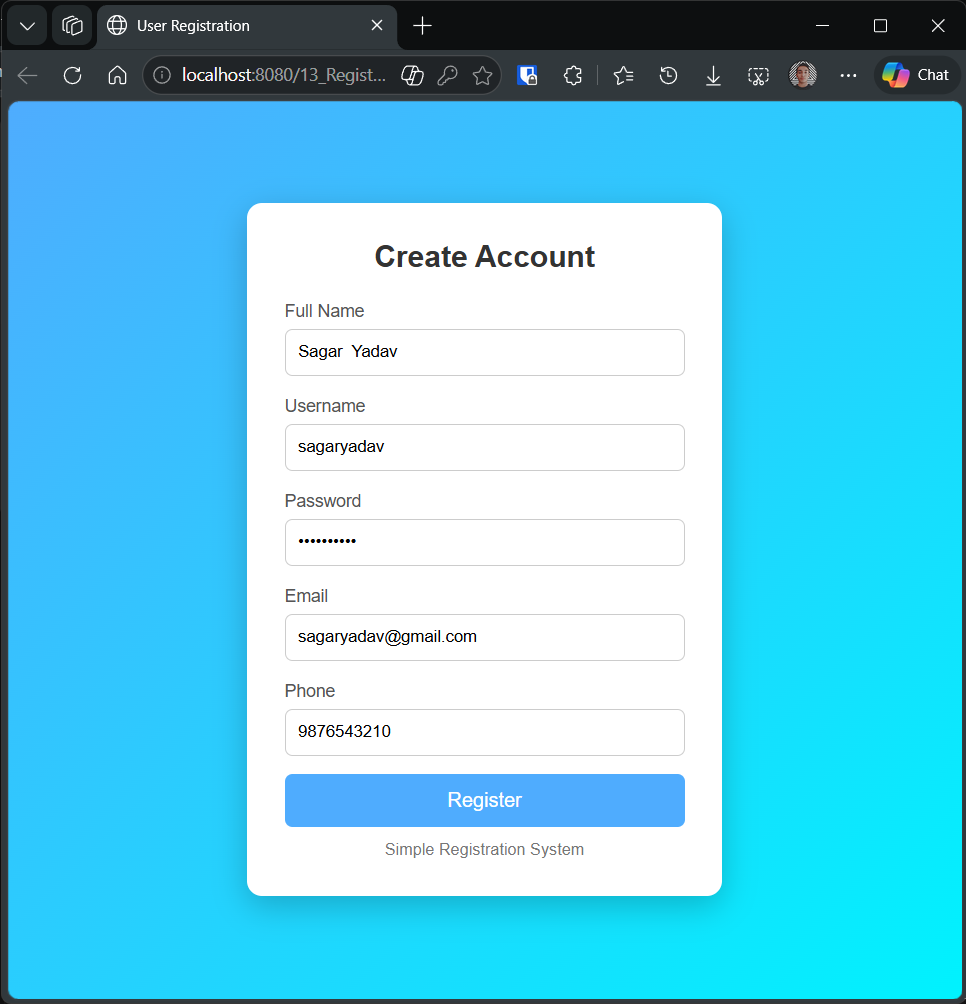 User Registration
localhost:8080/13_Regist...
Chat
Create Account
Full Name
Sagar  Yadav
Username
sagaryadav
Password
••••••••••
Email
sagaryadav@gmail.com
Phone
9876543210
Register
Simple Registration System